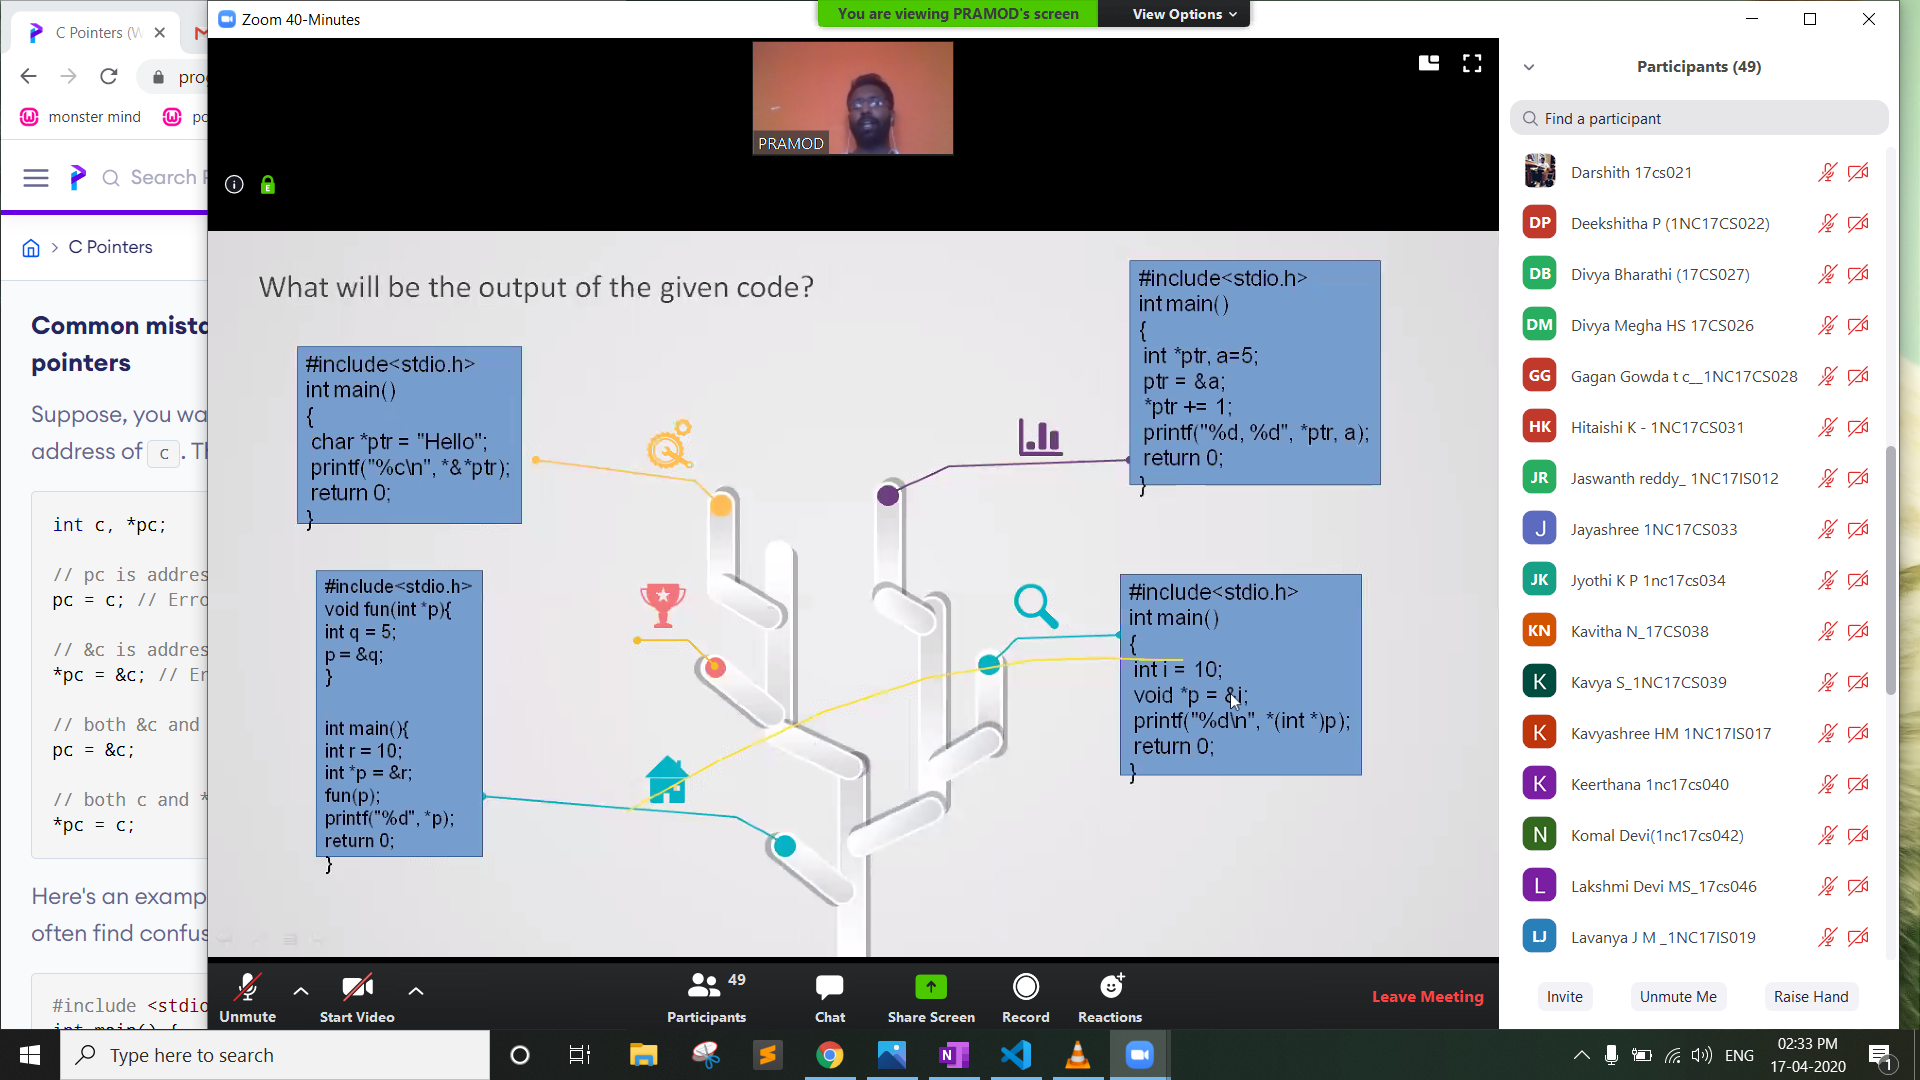 C Pointers (W
Zoom 40-Minutes
You are viewing PRAMOD's screen
View Options
prog
monster mind
po
Search P
C Pointers
Common mista
pointers
Suppose, you wa
address of c . Th
int c, *pc;
// pc is addres
pc = c; // Erro
// &c is addres
*pc = &c; // Er
// both &c and
pc = &c;
// both c and *
*pc = c;
Here's an examp
often find confus
#include <stdio
int main() {
PRAMOD
What will be the output of the given code?
#include<stdio.h>
int main()
{
char *ptr = "Hello";
printf("%c\n", *&*ptr);
return 0;
}
#include<stdio.h>
int main()
{
int *ptr, a=5;
ptr = &a;
*ptr += 1;
printf("%d, %d", *ptr, a);
return 0;
}
#include<stdio.h>
void fun(int *p){
int q = 5;
p = &q;
}
int main(){
int r = 10;
int *p = &r;
fun(p);
printf("%d", *p);
return 0;
}
#include<stdio.h>
int main()
{
int i = 10;
void *p = &i;
printf("%d\n", *(int *)p);
return 0;
}
Participants (49)
Find a participant
Darshith 17cs021
DP Deekshitha P (1NC17CS022)
DB Divya Bharathi (17CS027)
DM Divya Megha HS 17CS026
GG Gagan Gowda t c__1NC17CS028
HK Hitaishi K - 1NC17CS031
JR Jaswanth reddy_ 1NC17IS012
J Jayashree 1NC17CS033
JK Jyothi K P 1nc17cs034
KN Kavitha N_17CS038
K Kavya S_1NC17CS039
K Kavyashree HM 1NC17IS017
K Keerthana 1nc17cs040
N Komal Devi(1nc17cs042)
L Lakshmi Devi MS_17cs046
LJ Lavanya J M _1NC17IS019
Invite
Unmute Me
Raise Hand
Unmute
Start Video
49
Participants
Chat
Share Screen
Record
Reactions
Leave Meeting
Type here to search
ENG
02:33 PM
17-04-2020
1